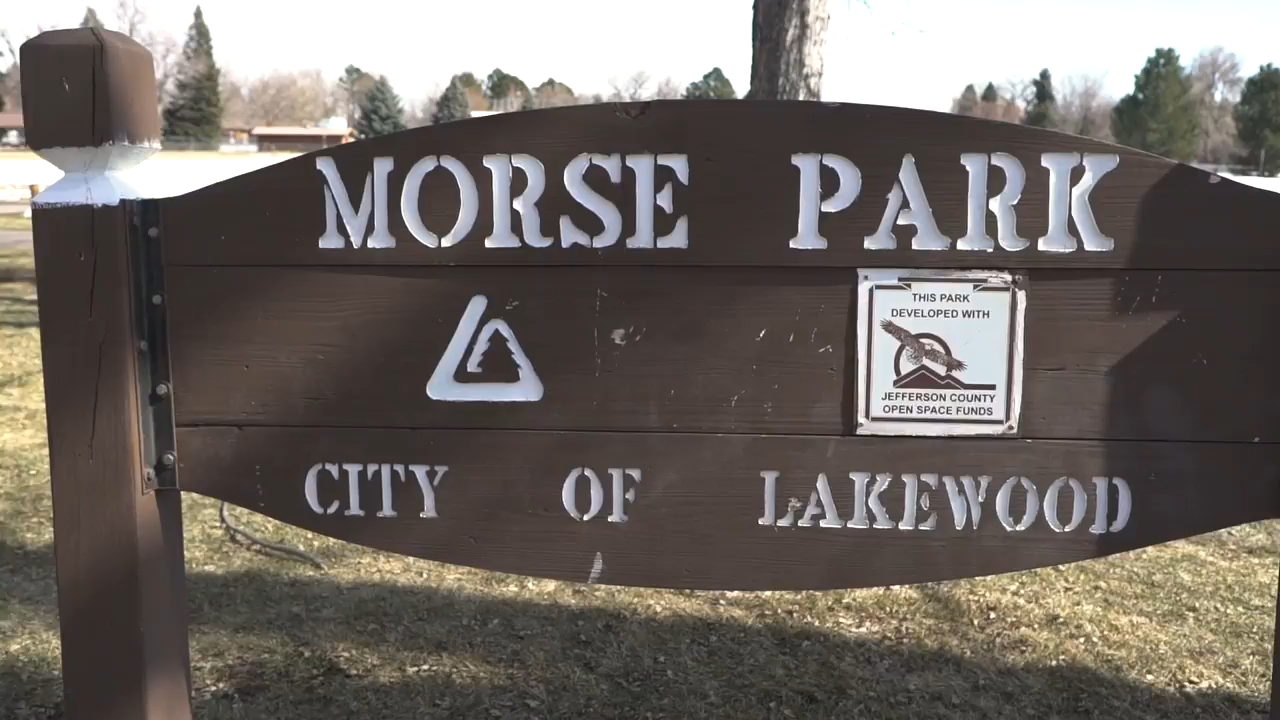 MORSE PARK
THIS PARK
DEVELOPED WITH
JEFFERSON COUNTY
OPEN SPACE FUNDS
CITY OF LAKEWOOD